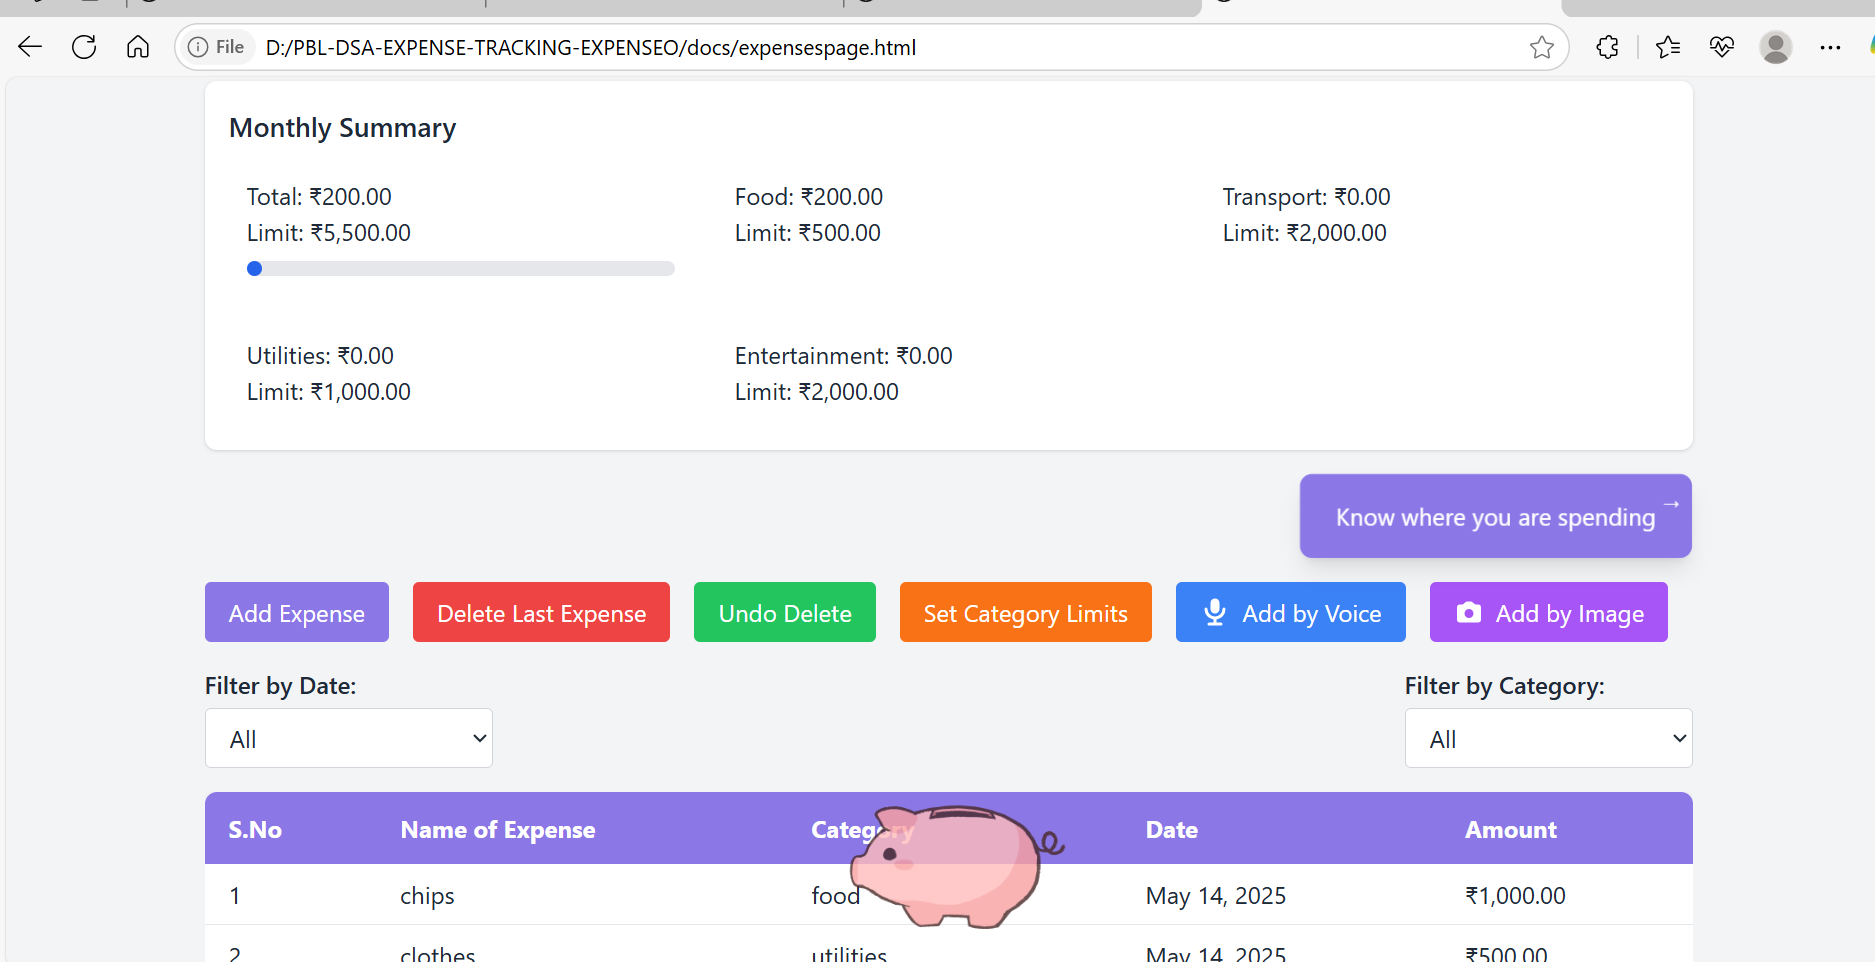 File D:/PBL-DSA-EXPENSE-TRACKING-EXPENSEO/docs/expensespage.html
Monthly Summary
Total: ₹200.00 Food: ₹200.00 Transport: ₹0.00
Limit: ₹5,500.00 Limit: ₹500.00 Limit: ₹2,000.00
Utilities: ₹0.00 Entertainment: ₹0.00
Limit: ₹1,000.00 Limit: ₹2,000.00
Know where you are spending →
Add Expense Delete Last Expense Undo Delete Set Category Limits Add by Voice Add by Image
Filter by Date: Filter by Category:
All All
S.No Name of Expense Category Date Amount
1 chips food May 14, 2025 ₹1,000.00
2 clothes utilities May 14, 2025 ₹500.00